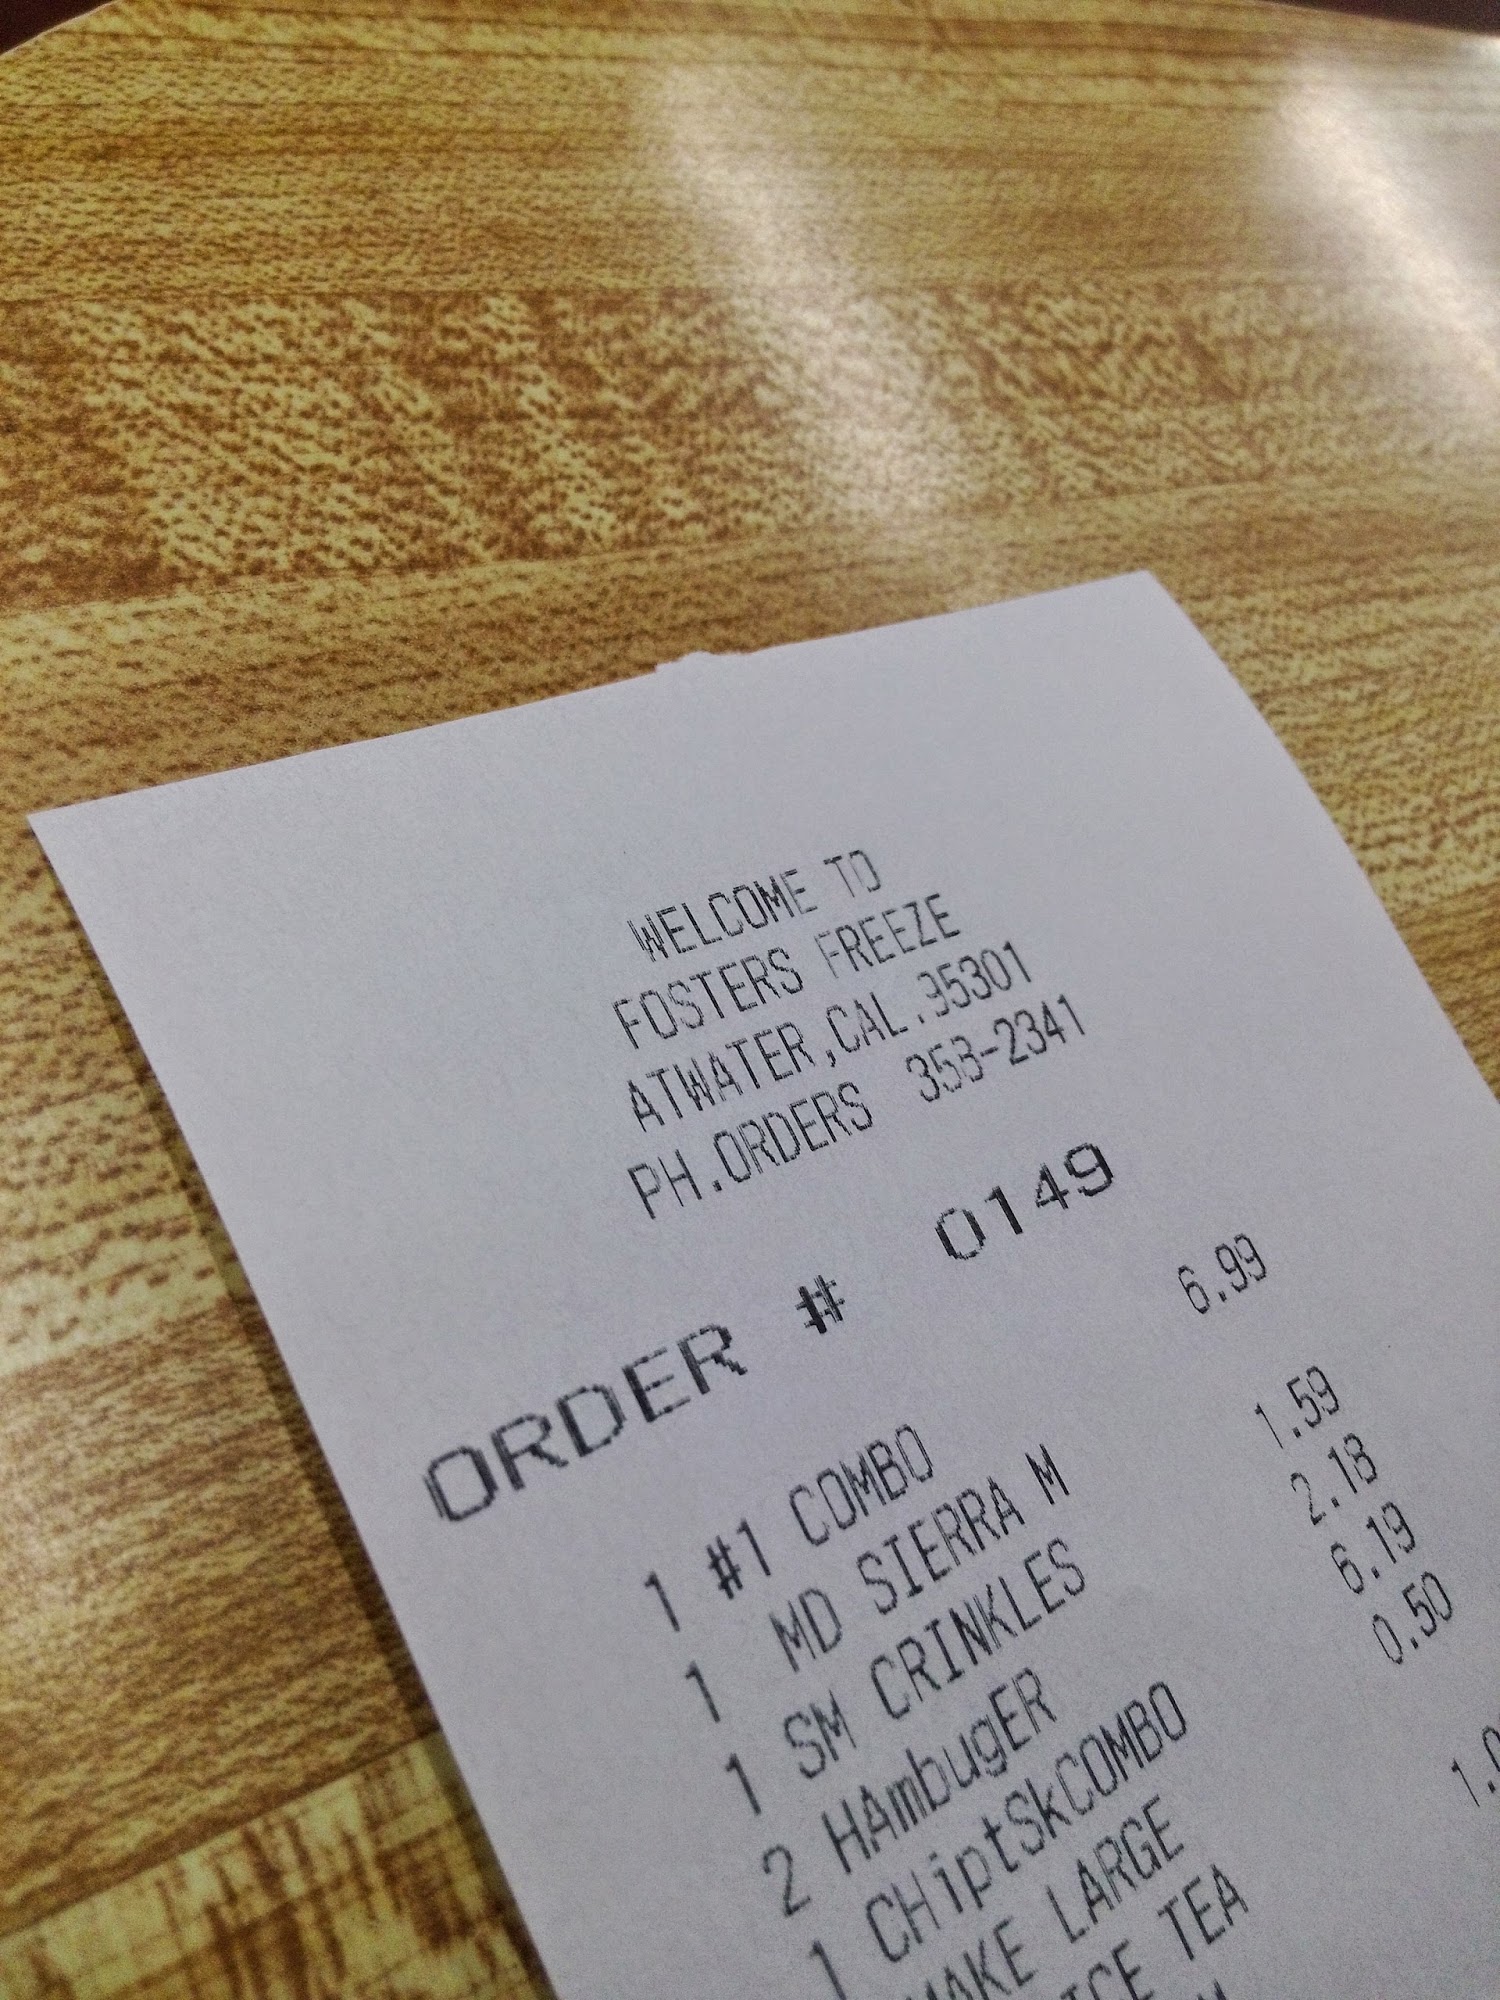 WELCOME TO
FOSTERS FREEZE
ATWATER,CAL.95301
PH.ORDERS 358-2341
ORDER # 0149
1 #1 COMBO 6.99
1 MD SIERRA M
1 SM CRINKLES 1.59
2 HAmbugER 2.18
1 CHiptSkCOMBO 6.19
MAKE LARGE 0.50
ICE TEA